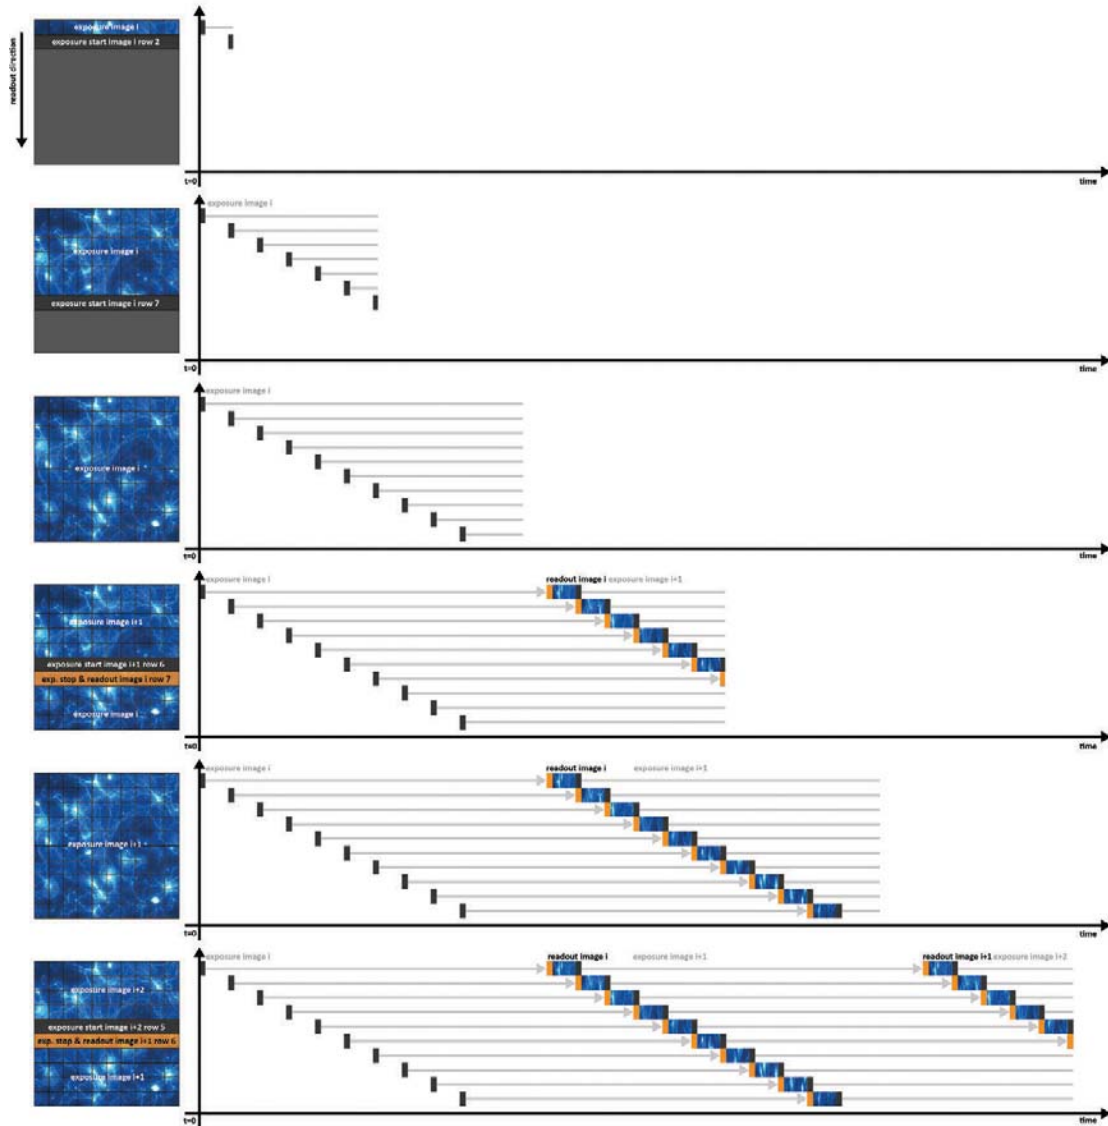 exposure image i
exposure start image i row 2
readout direction
t=0
time
exposure image i
exposure image i
exposure start image i row 7
t=0
time
exposure image i
exposure image i
t=0
time
exposure image i
readout image i exposure image i+1
exposure image i+1
exposure start image i+1 row 6
exp. stop & readout image i row 7
exposure image i
t=0
time
exposure image i
readout image i
exposure image i+1
exposure image i+1
t=0
time
exposure image i
readout image i
exposure image i+1
readout image i+1 exposure image i+2
exposure image i+2
exposure start image i+2 row 5
exp. stop & readout image i+1 row 6
exposure image i+1
t=0
time